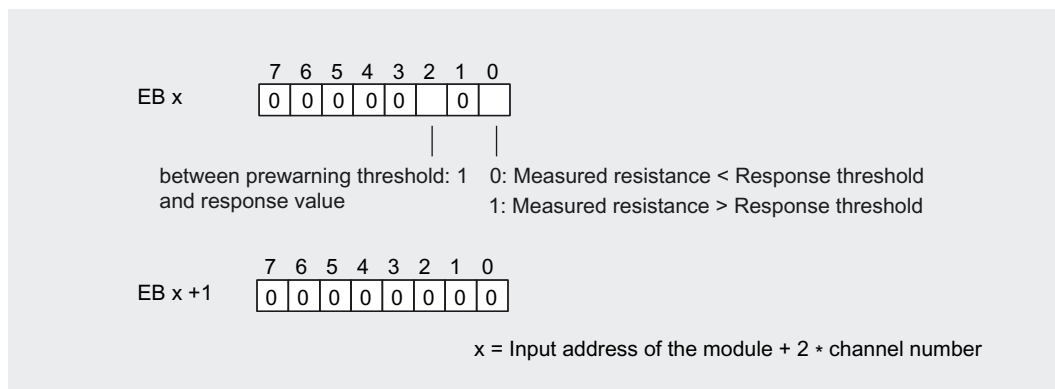 7 6 5 4 3 2 1 0
EB x 0 0 0 0 0 0
between prewarning threshold: 1 0: Measured resistance < Response threshold
and response value 1: Measured resistance > Response threshold
7 6 5 4 3 2 1 0
EB x +1 0 0 0 0 0 0 0 0
x = Input address of the module + 2 * channel number